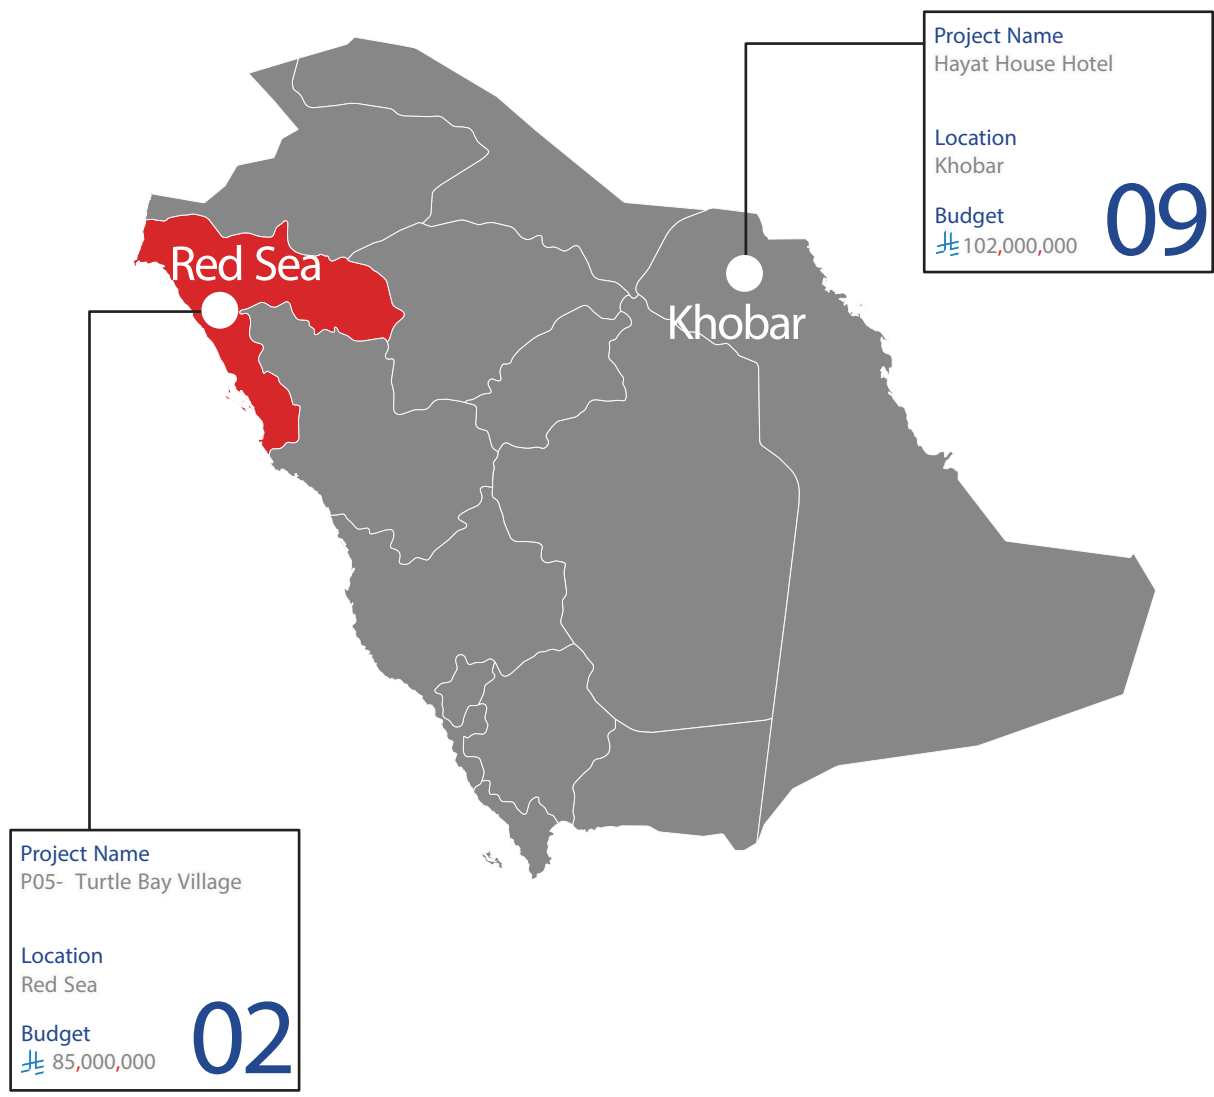 Project Name
Hayat House Hotel
Location
Khobar
Budget
102,000,000
09
Red Sea
Khobar
Project Name
P05- Turtle Bay Village
Location
Red Sea
Budget
85,000,000
02